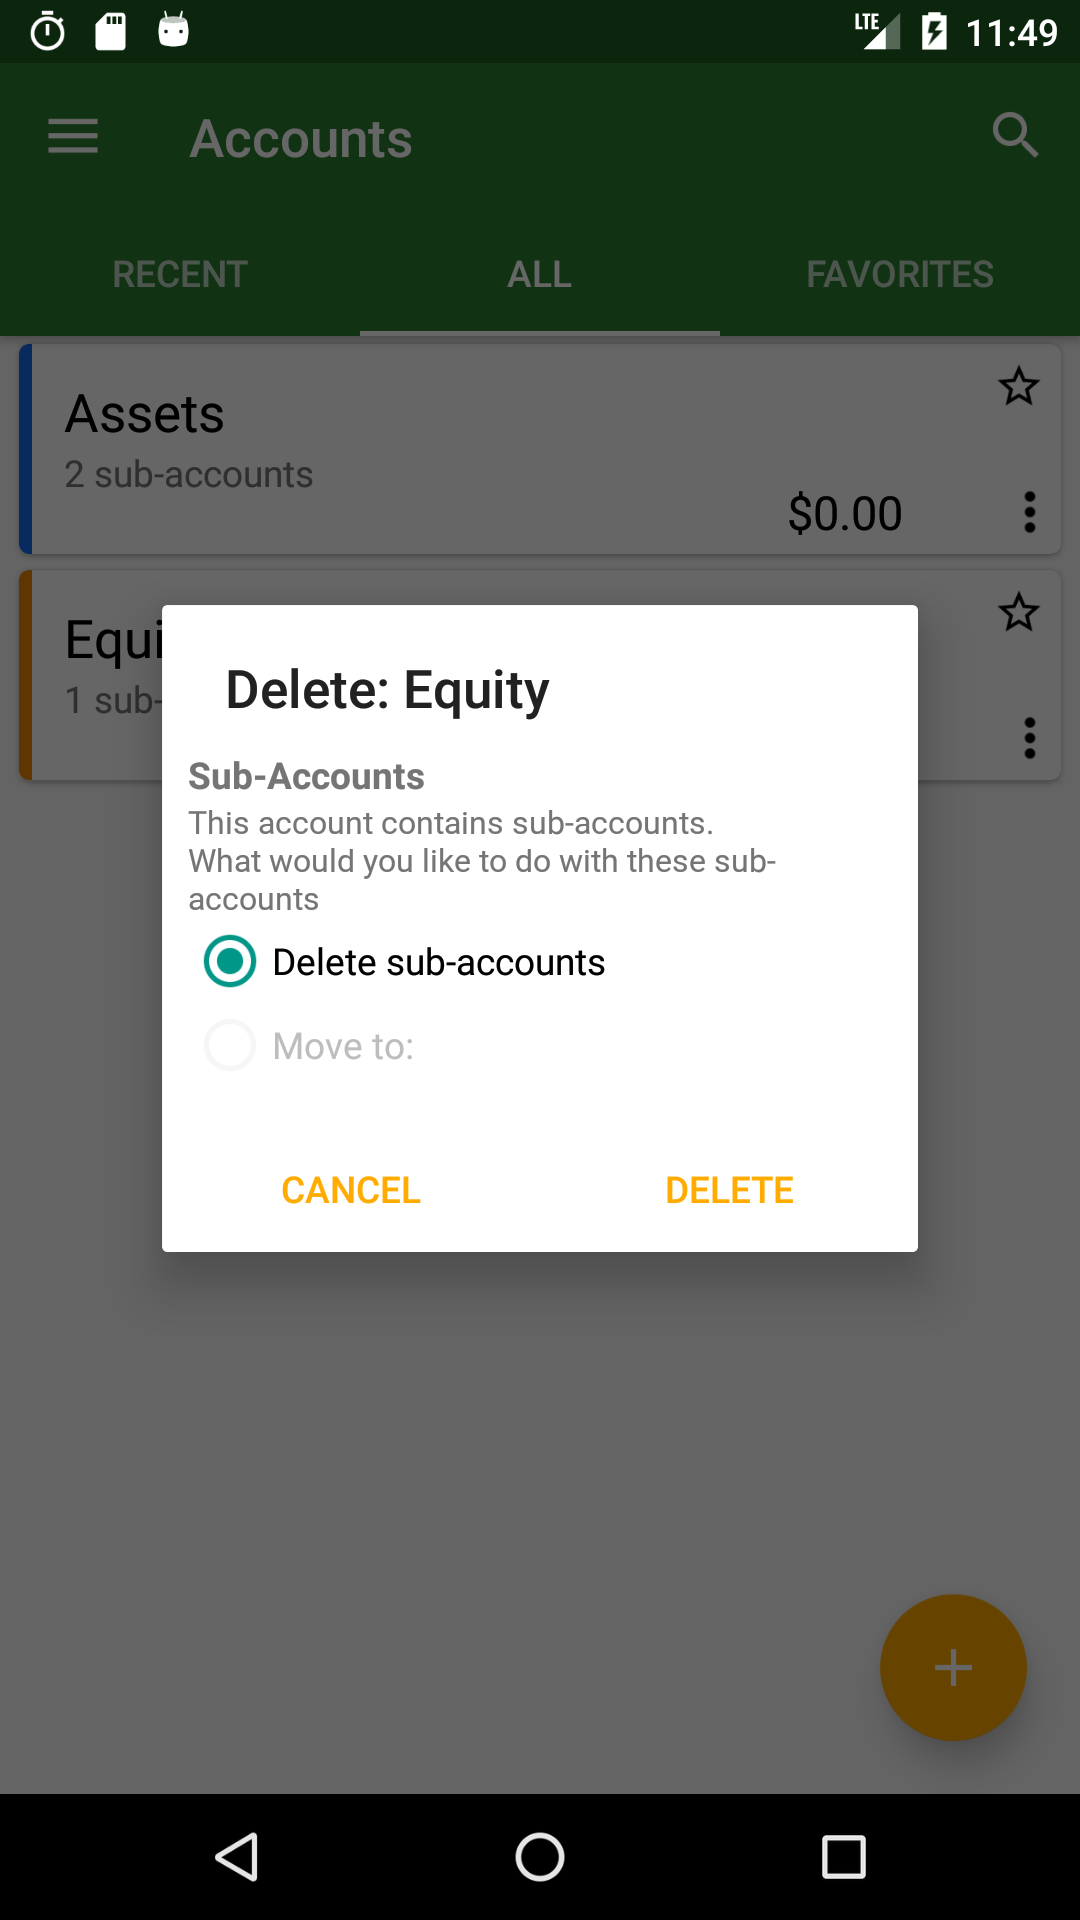 LTE 11:49
Accounts
RECENT ALL FAVORITES
Assets
2 sub-accounts
$0.00
Equi
1 sub-
Delete: Equity
Sub-Accounts
This account contains sub-accounts.
What would you like to do with these sub-
accounts
Delete sub-accounts
Move to:
CANCEL DELETE